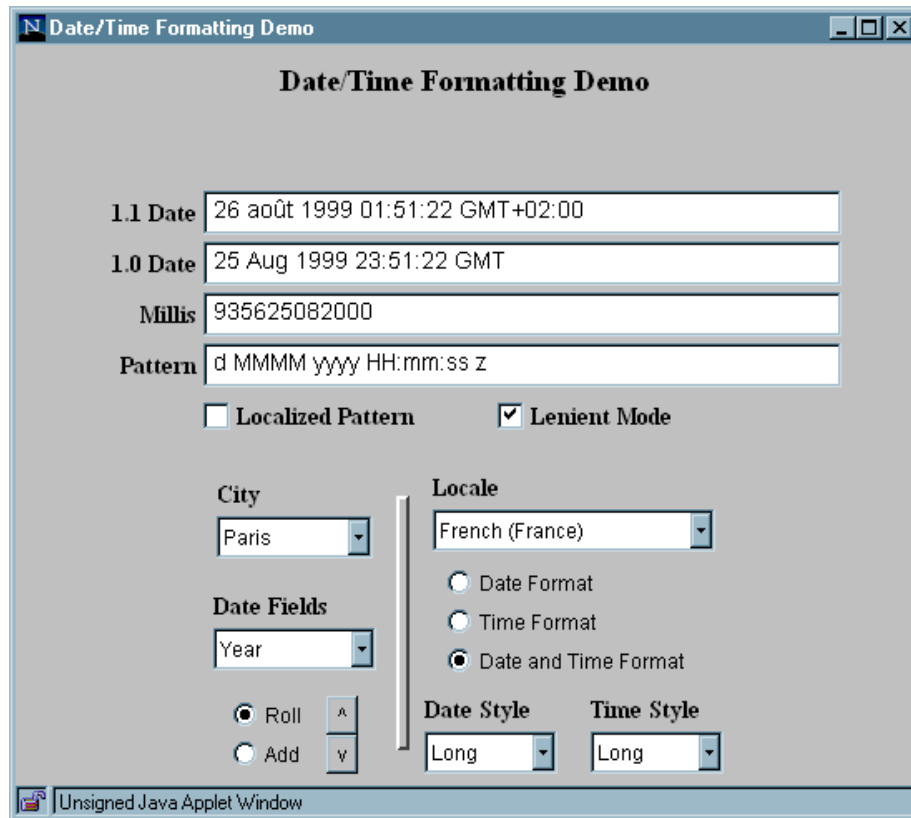 Date/Time Formatting Demo
Date/Time Formatting Demo
1.1 Date 26 août 1999 01:51:22 GMT+02:00
1.0 Date 25 Aug 1999 23:51:22 GMT
Millis 935625082000
Pattern d MMMM yyyy HH:mm:ss z
Localized Pattern Lenient Mode
City
Paris
Date Fields
Year
Roll ^
Add v
Locale
French (France)
Date Format
Time Format
Date and Time Format
Date Style Time Style
Long Long
Unsigned Java Applet Window